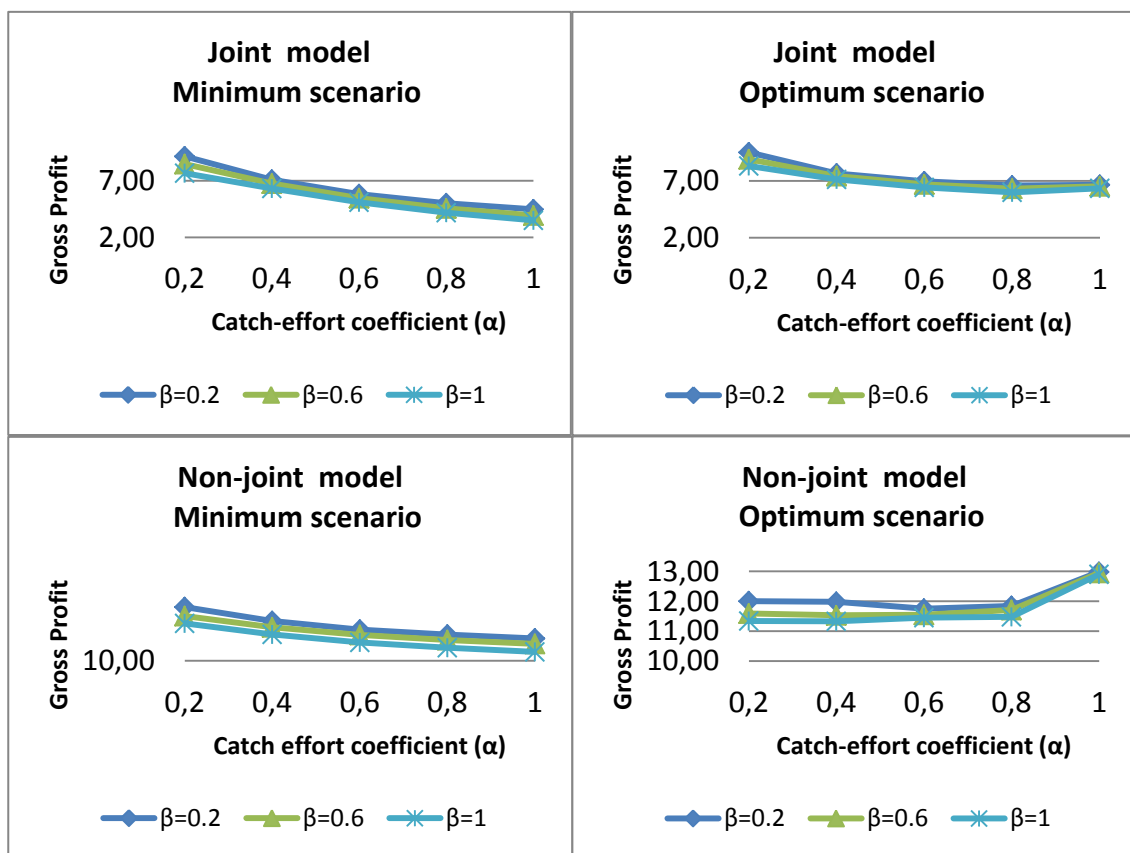 Joint model
Minimum scenario
Gross Profit
7,00
2,00
0,2 0,4 0,6 0,8 1
Catch-effort coefficient (α)
β=0.2 β=0.6 β=1
Joint model
Optimum scenario
Gross Profit
7,00
2,00
0,2 0,4 0,6 0,8 1
Catch-effort coefficient (α)
β=0.2 β=0.6 β=1
Non-joint model
Minimum scenario
Gross Profit
10,00
0,2 0,4 0,6 0,8 1
Catch effort coefficient (α)
β=0.2 β=0.6 β=1
Non-joint model
Optimum scenario
Gross Profit
13,00
12,00
11,00
10,00
0,2 0,4 0,6 0,8 1
Catch-effort coefficient (α)
β=0.2 β=0.6 β=1